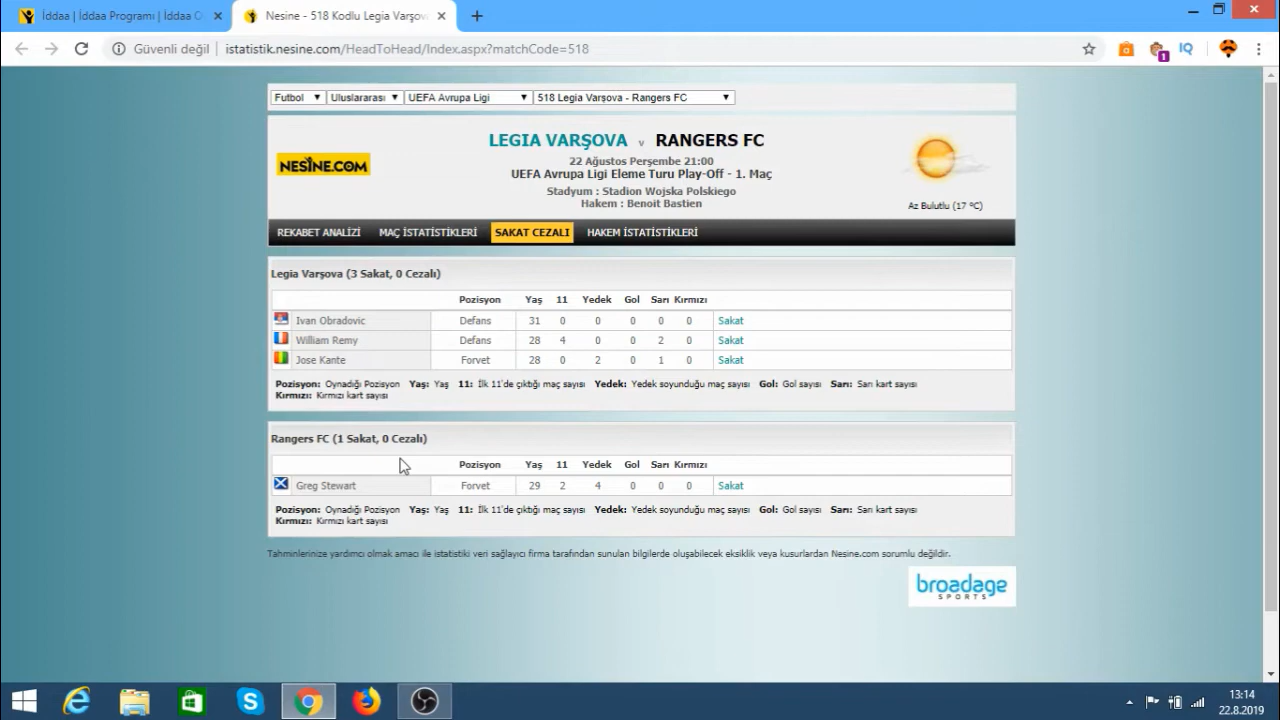 İddaa | İddaa Programı | İddaa O
Nesine - 518 Kodlu Legia Varşova
Güvenli değil
istatistik.nesine.com/HeadToHead/Index.aspx?matchCode=518
IQ
1
Futbol
Uluslararası
UEFA Avrupa Ligi
518 Legia Varşova - Rangers FC
NESİNE.COM
LEGIA VARŞOVA v RANGERS FC
22 Ağustos Perşembe 21:00
UEFA Avrupa Ligi Eleme Turu Play-Off - 1. Maç
Stadyum : Stadion Wojska Polskiego
Hakem : Benoit Bastien
Az Bulutlu (17 °C)
REKABET ANALİZİ MAÇ İSTATİSTİKLERİ SAKAT CEZALI HAKEM İSTATİSTİKLERİ
Legia Varşova (3 Sakat, 0 Cezalı)
Pozisyon Yaş 11 Yedek Gol Sarı Kırmızı
Ivan Obradovic Defans 31 0 0 0 0 0 Sakat
William Remy Defans 28 4 0 0 2 0 Sakat
Jose Kante Forvet 28 0 2 0 1 0 Sakat
Pozisyon: Oynadığı Pozisyon Yaş: Yaş 11: İlk 11'de çıktığı maç sayısı Yedek: Yedek soyunduğu maç sayısı Gol: Gol sayısı Sarı: Sarı kart sayısı
Kırmızı: Kırmızı kart sayısı
Rangers FC (1 Sakat, 0 Cezalı)
Pozisyon Yaş 11 Yedek Gol Sarı Kırmızı
Greg Stewart Forvet 29 2 4 0 0 0 Sakat
Pozisyon: Oynadığı Pozisyon Yaş: Yaş 11: İlk 11'de çıktığı maç sayısı Yedek: Yedek soyunduğu maç sayısı Gol: Gol sayısı Sarı: Sarı kart sayısı
Kırmızı: Kırmızı kart sayısı
Tahminlerinize yardımcı olmak amacı ile istatistiki veri sağlayıcı firma tarafından sunulan bilgilerde oluşabilecek eksiklik veya kusurlardan Nesine.com sorumlu değildir.
broadage
SPORTS
13:14
22.8.2019